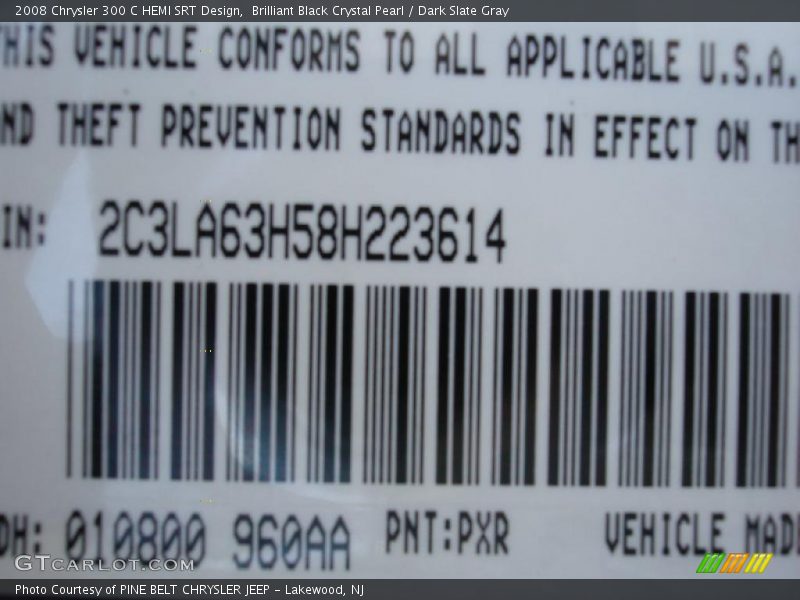 2008 Chrysler 300 C HEMI SRT Design,  Brilliant Black Crystal Pearl / Dark Slate Gray
THIS VEHICLE CONFORMS TO ALL APPLICABLE U.S.A.
ND THEFT PREVENTION STANDARDS IN EFFECT ON TH
IN: 2C3LA63H58H223614
DH: 010800 960AA PNT:PXR VEHICLE MAD
GTCARLOT.COM
Photo Courtesy of PINE BELT CHRYSLER JEEP - Lakewood, NJ